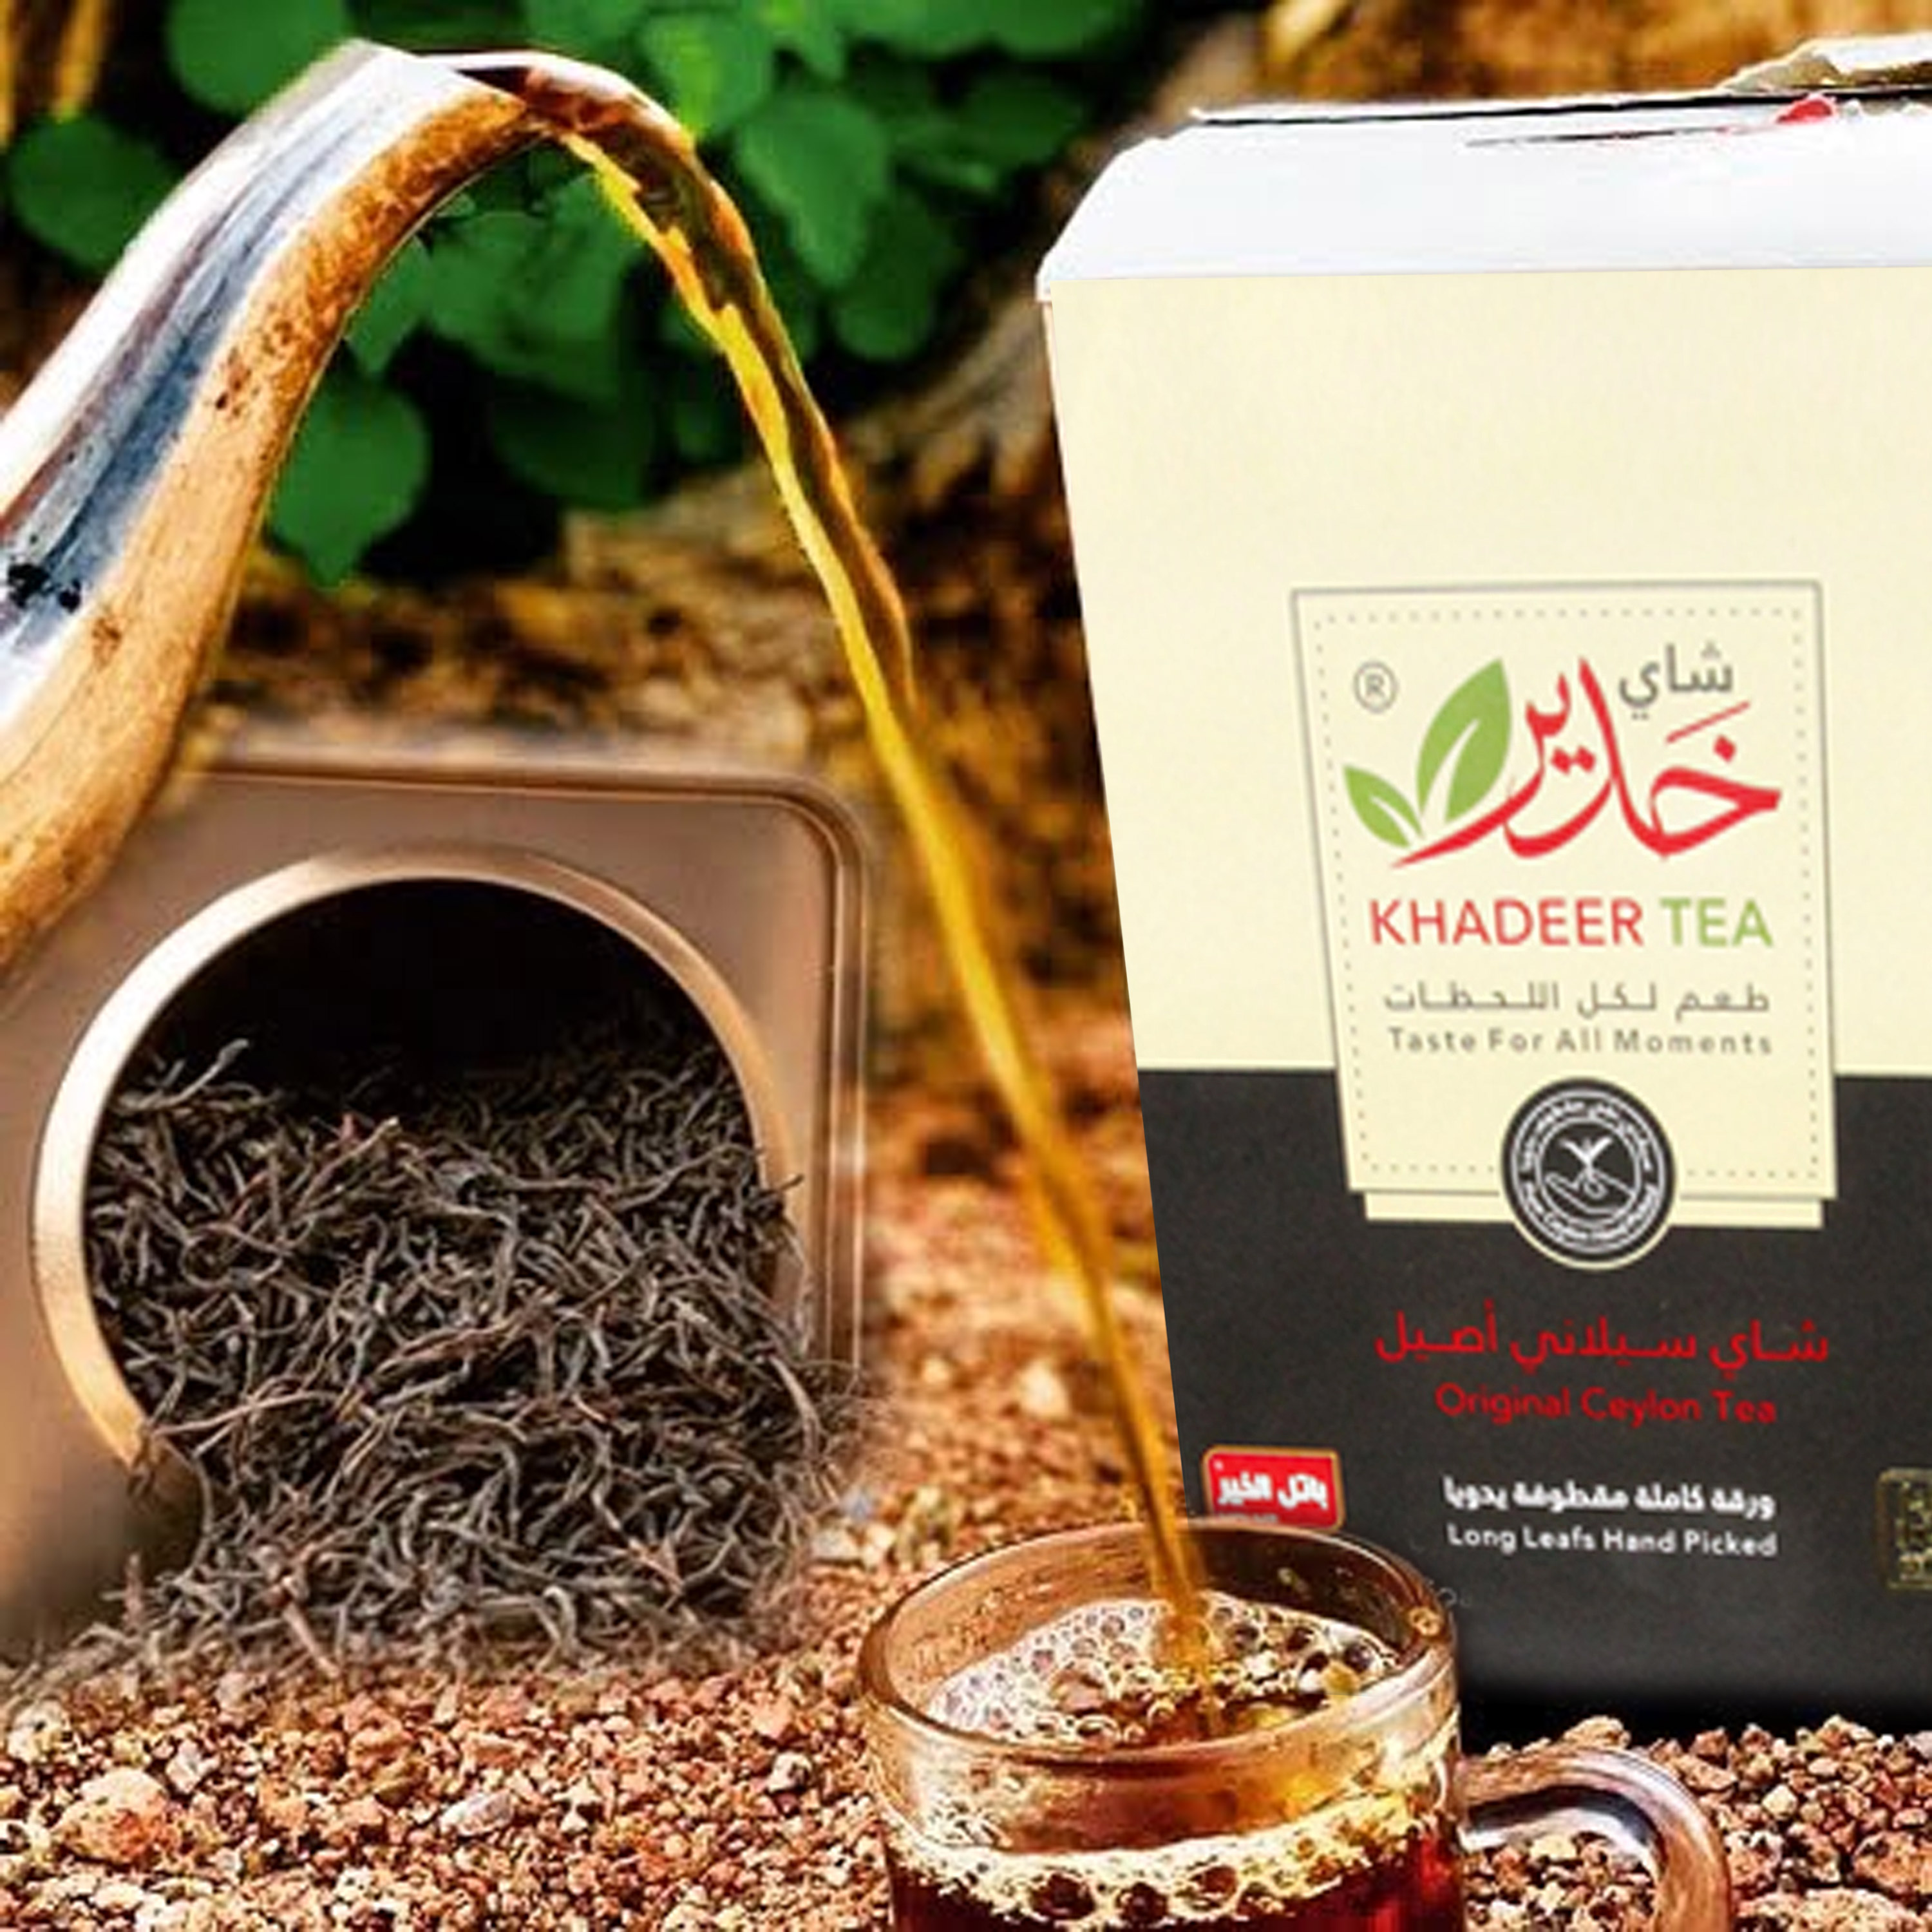 شاي
خدير
®
KHADEER TEA
طعم لكل اللحظات
Taste For All Moments
شاي سيلاني أصيل
Original Ceylon Tea
ورقة كاملة مقطوفة يدويا
Long Leafs Hand Picked